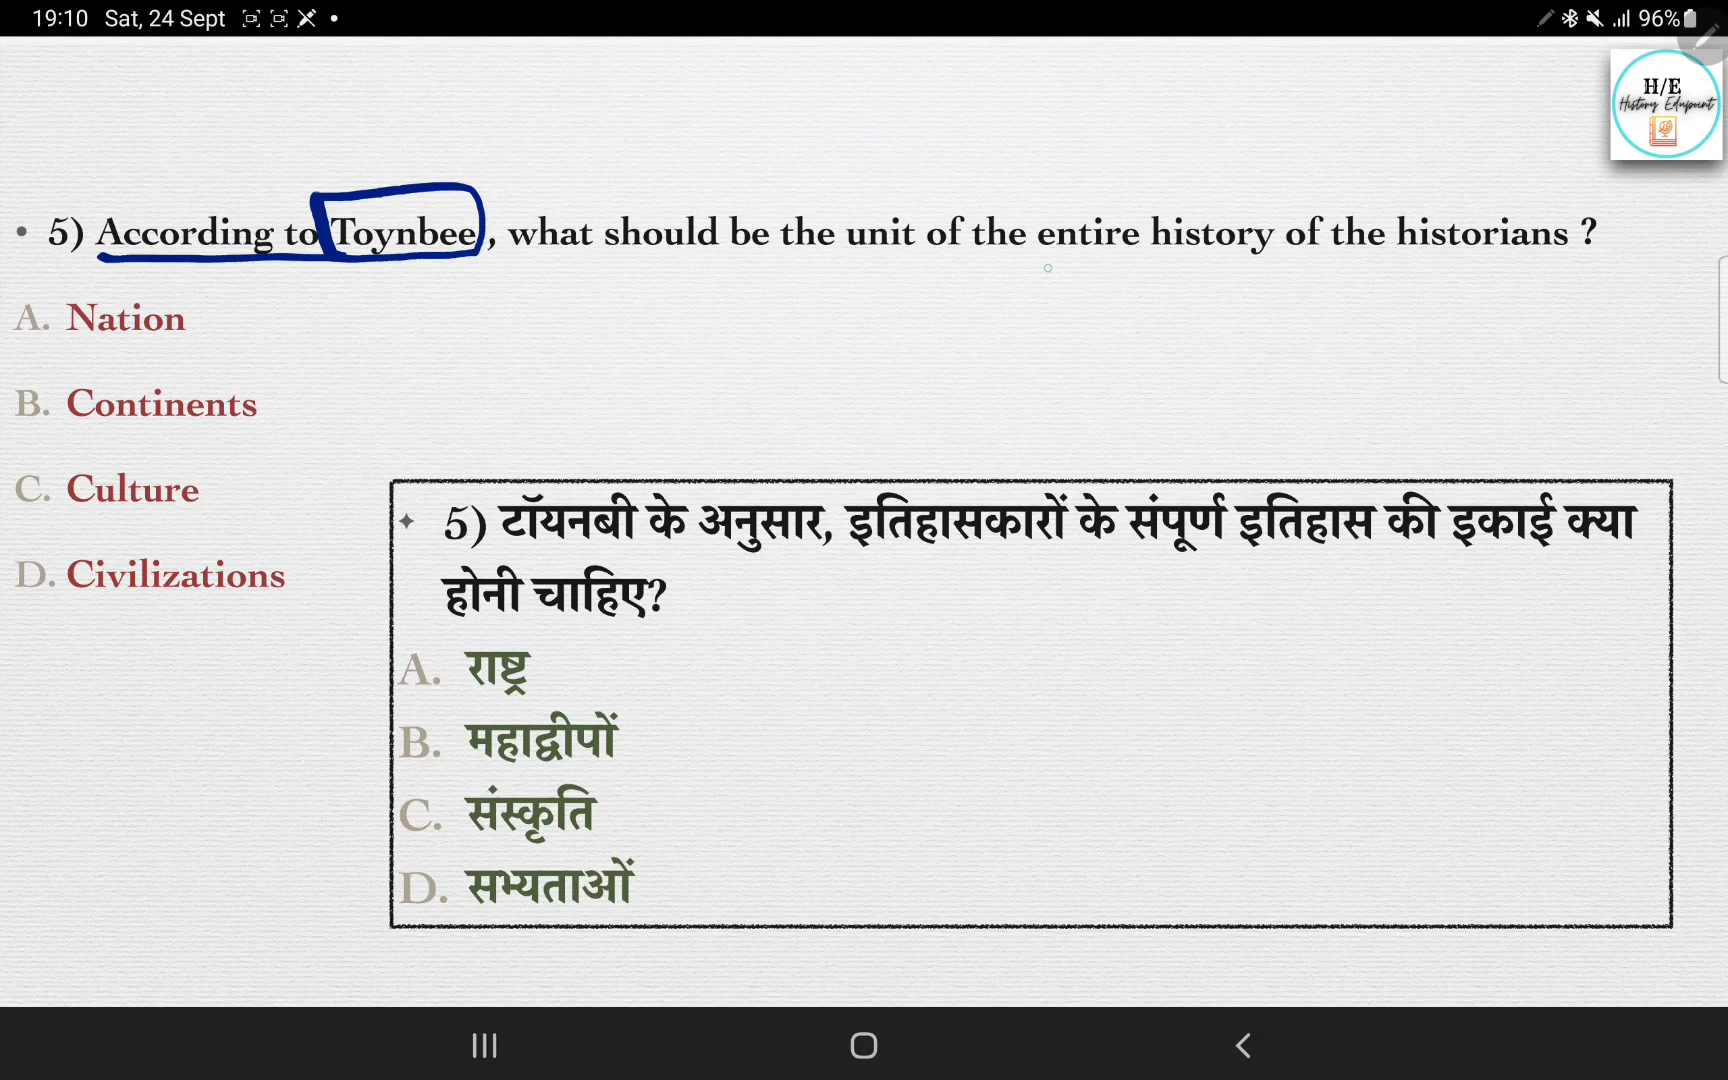 19:10 Sat, 24 Sept
96%
H/E
History Edupoint
• 5) According to Toynbee, what should be the unit of the entire history of the historians ?
A. Nation
B. Continents
C. Culture
D. Civilizations
5) टॉयनबी के अनुसार, इतिहासकारों के संपूर्ण इतिहास की इकाई क्या
होनी चाहिए?
A. राष्ट्र
B. महाद्वीपों
C. संस्कृति
D. सभ्यताओं